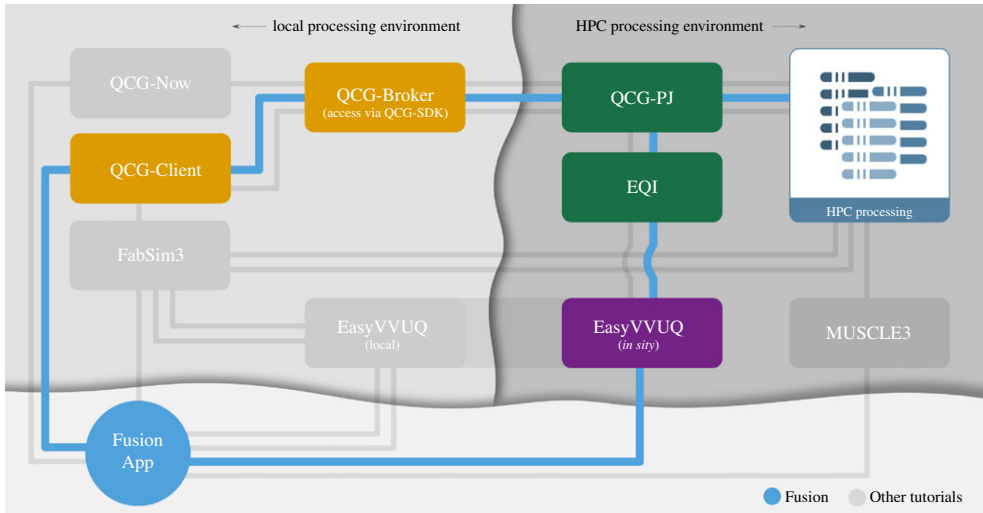 local processing environment
HPC processing environment
QCG-Now
QCG-Broker
(access via QCG-SDK)
QCG-PJ
QCG-Client
EQI
HPC processing
FabSim3
EasyVVUQ
(local)
EasyVVUQ
(in sity)
MUSCLE3
Fusion
App
Fusion
Other tutorials